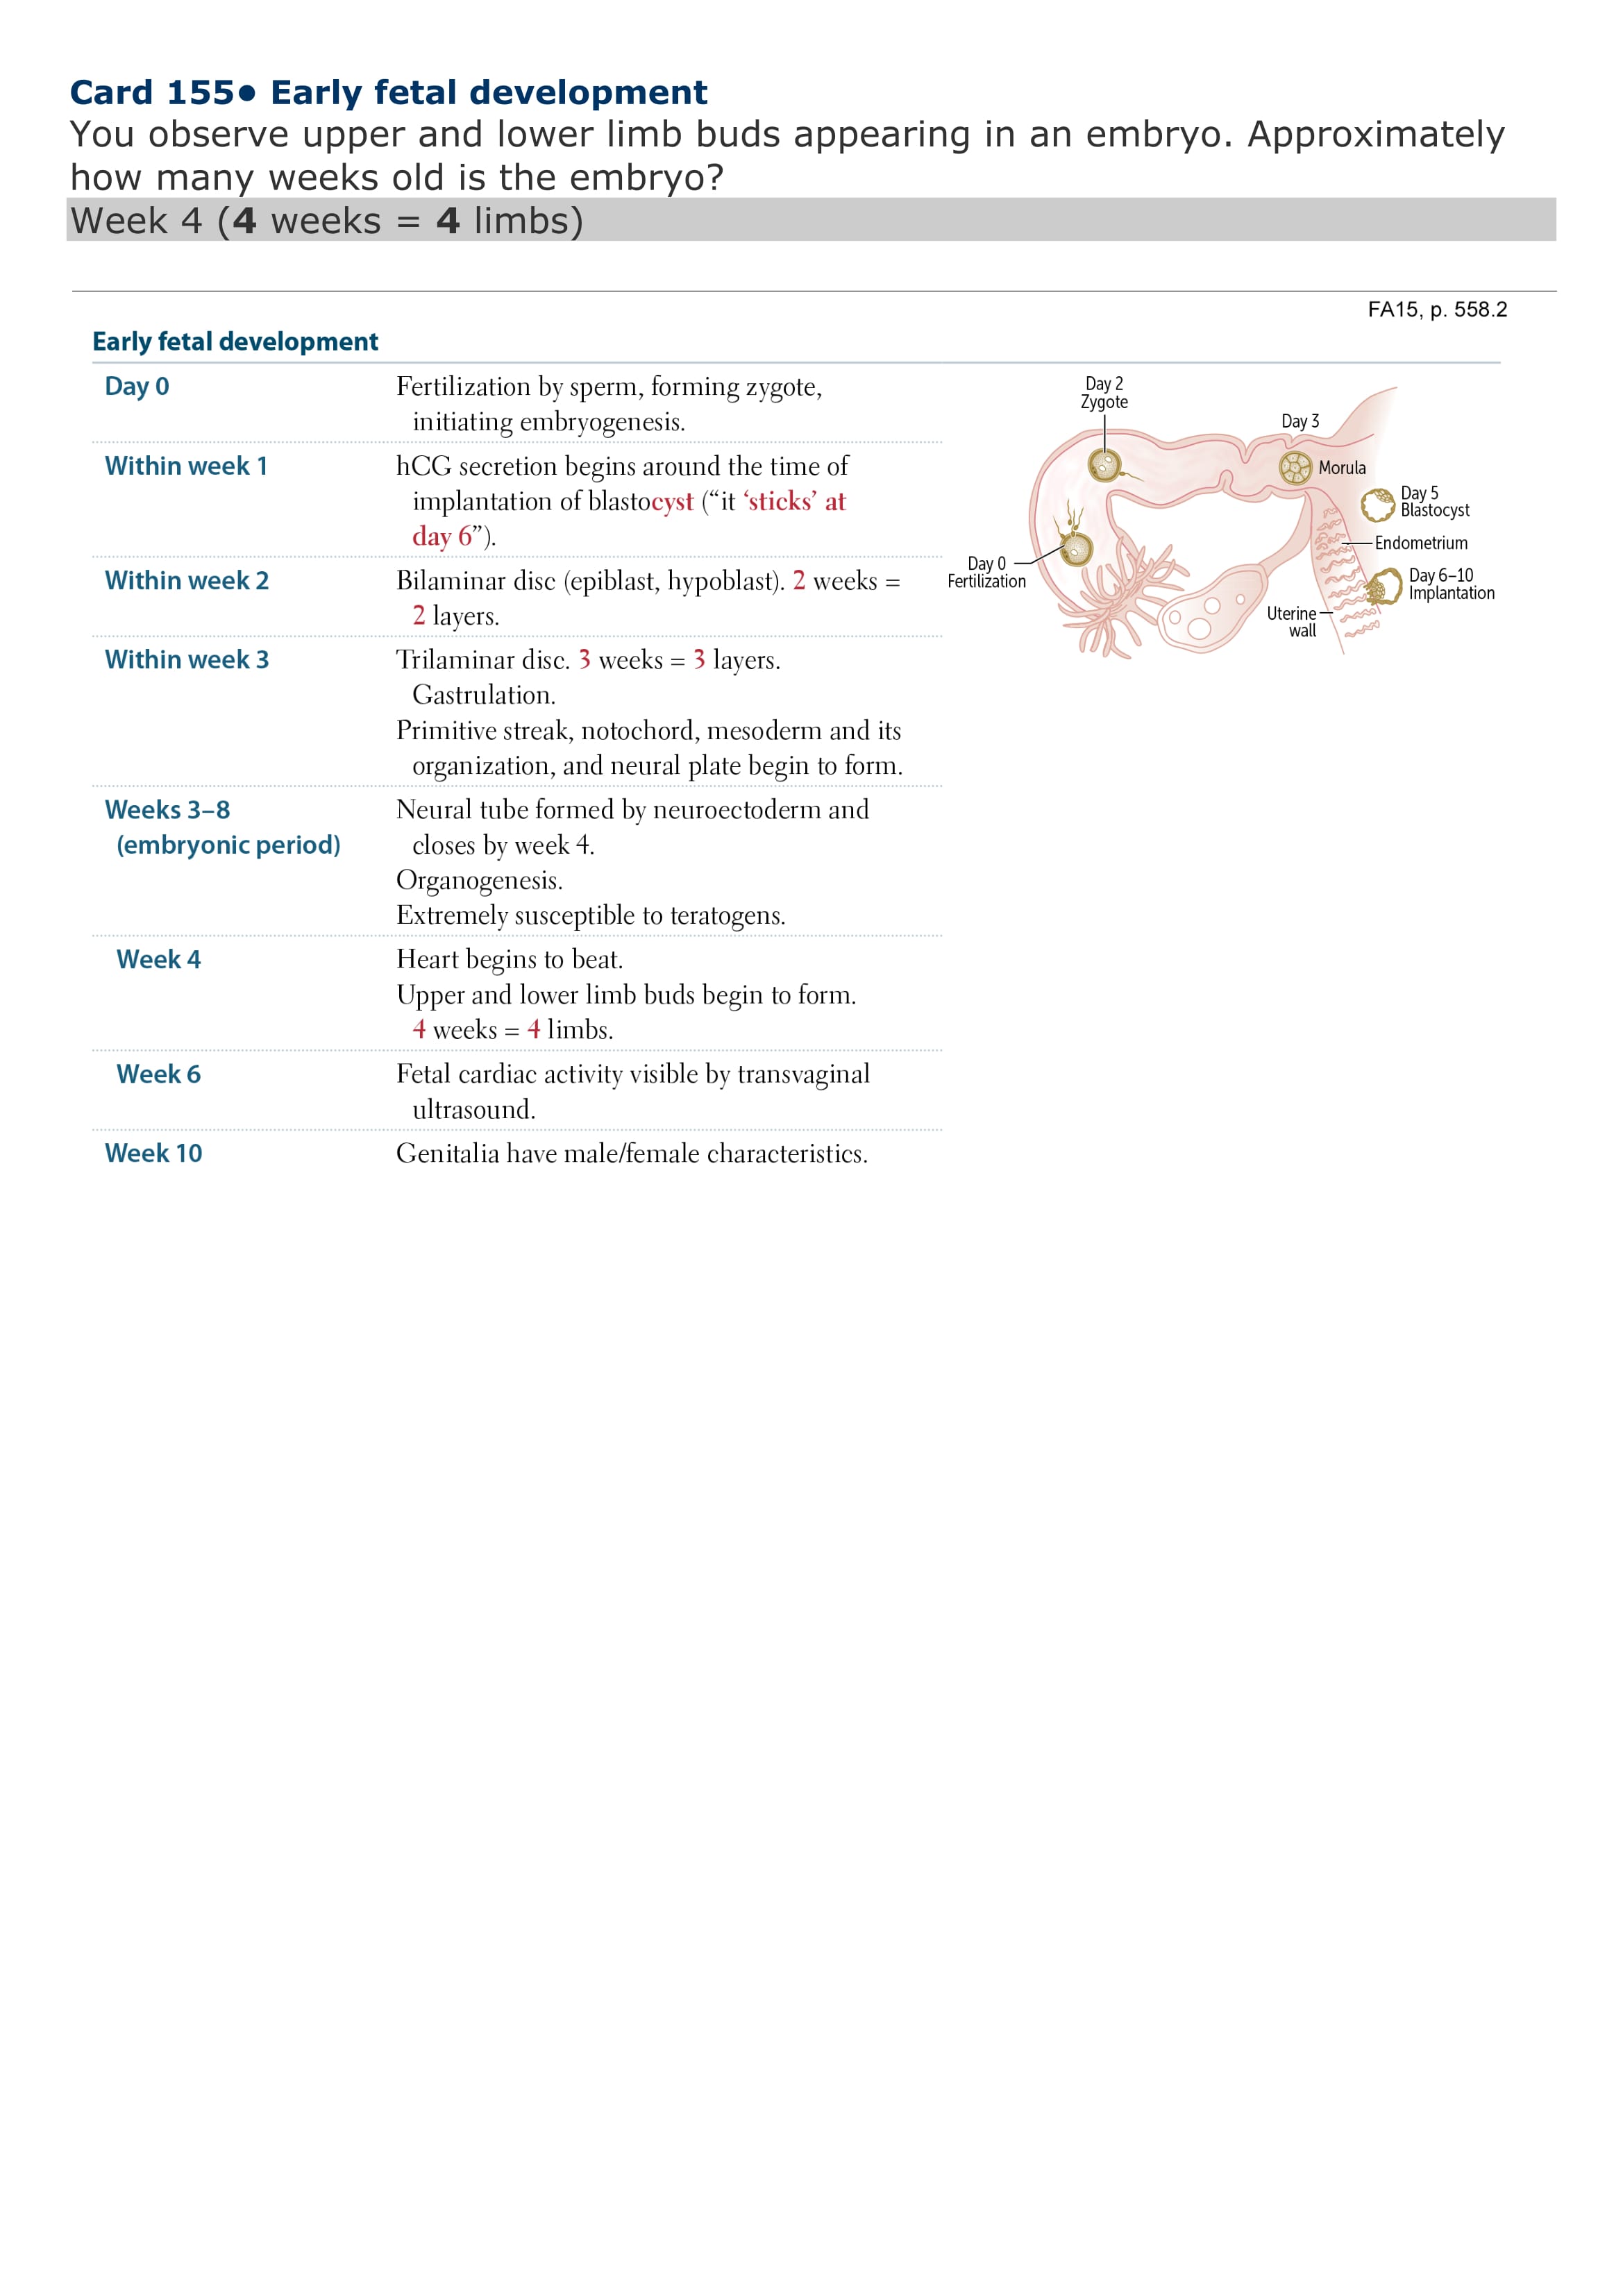 Card 155• Early fetal development
You observe upper and lower limb buds appearing in an embryo. Approximately
how many weeks old is the embryo?
Week 4 (4 weeks = 4 limbs)
FA15, p. 558.2
Early fetal development
Day 0
Fertilization by sperm, forming zygote,
initiating embryogenesis.
Within week 1
hCG secretion begins around the time of
implantation of blastocyst (“it ‘sticks’ at
day 6”).
Within week 2
Bilaminar disc (epiblast, hypoblast). 2 weeks =
2 layers.
Within week 3
Trilaminar disc. 3 weeks = 3 layers.
Gastrulation.
Primitive streak, notochord, mesoderm and its
organization, and neural plate begin to form.
Weeks 3–8
(embryonic period)
Neural tube formed by neuroectoderm and
closes by week 4.
Organogenesis.
Extremely susceptible to teratogens.
Week 4
Heart begins to beat.
Upper and lower limb buds begin to form.
4 weeks = 4 limbs.
Week 6
Fetal cardiac activity visible by transvaginal
ultrasound.
Week 10
Genitalia have male/female characteristics.
Day 2
Zygote
Day 3
Morula
Day 5
Blastocyst
Endometrium
Day 0
Fertilization
Day 6–10
Implantation
Uterine
wall